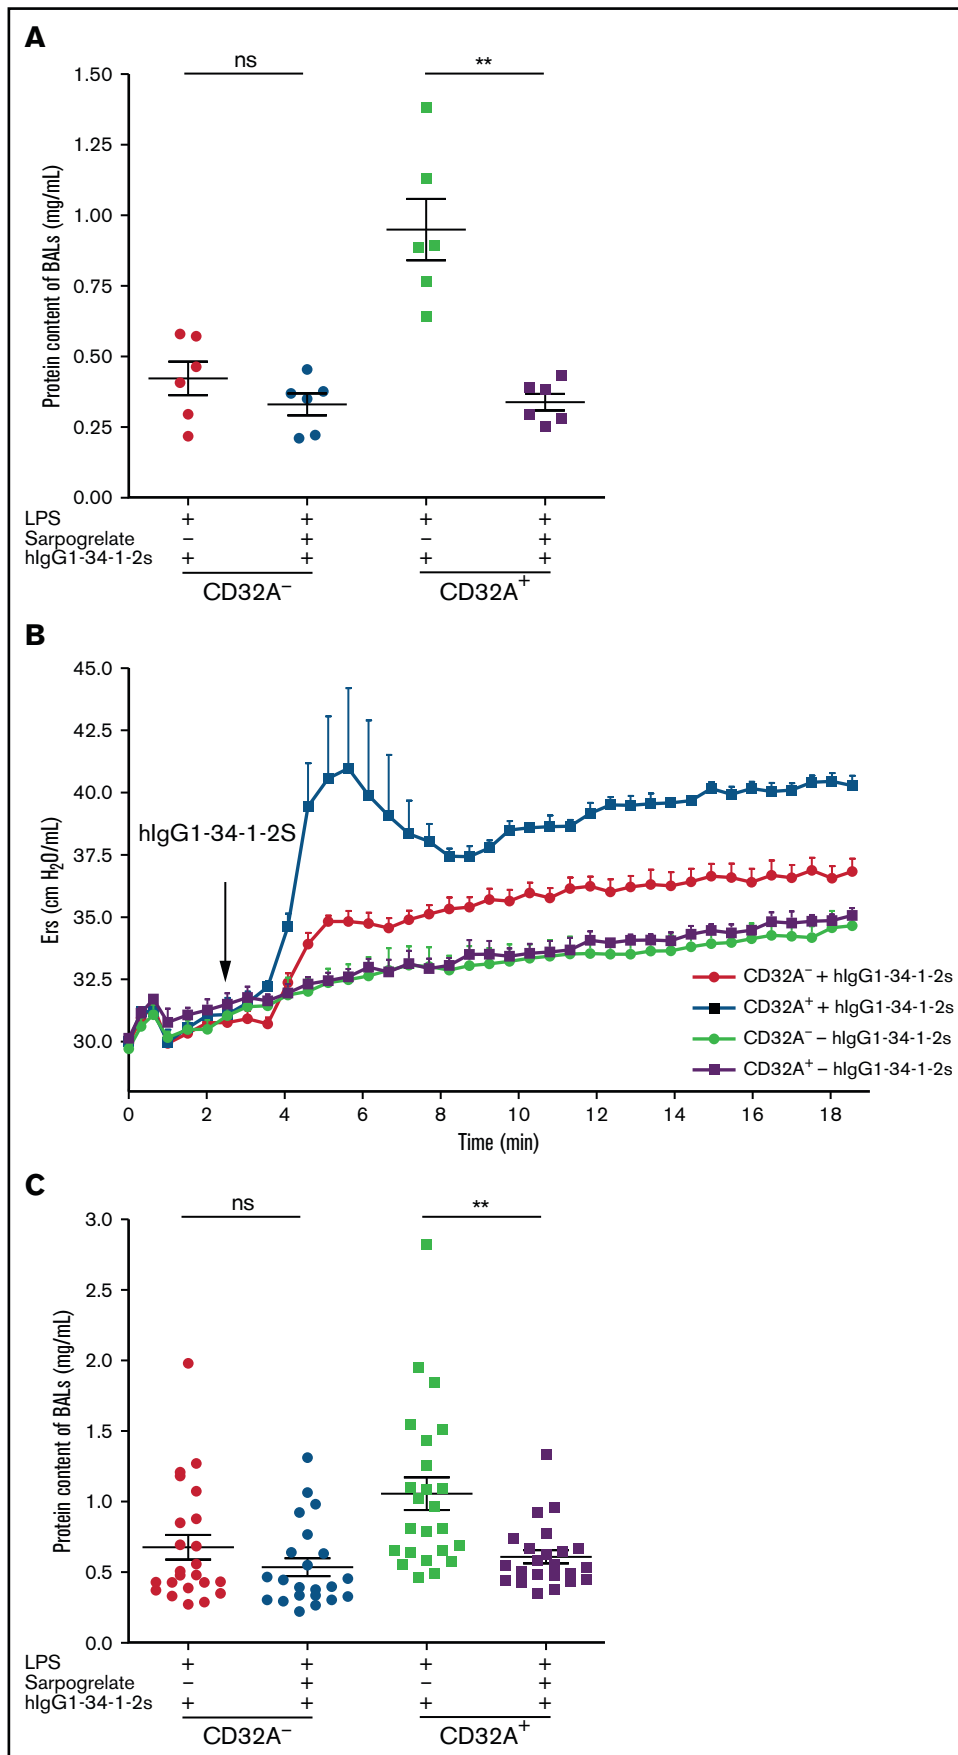 A
ns
**
1.50
1.25
1.00
0.75
0.50
0.25
0.00
Protein content of BALs (mg/mL)
LPS + + + +
Sarpogrelate – + – +
hIgG1-34-1-2s + + + +
CD32A⁻ CD32A⁺
B
45.0
42.5
40.0
37.5
35.0
32.5
30.0
Ers (cm H₂O/mL)
hIgG1-34-1-2S
CD32A⁻ + hIgG1-34-1-2s
CD32A⁺ + hIgG1-34-1-2s
CD32A⁻ – hIgG1-34-1-2s
CD32A⁺ – hIgG1-34-1-2s
0 2 4 6 8 10 12 14 16 18
Time (min)
C
ns
**
3.0
2.5
2.0
1.5
1.0
0.5
0.0
Protein content of BALs (mg/mL)
LPS + + + +
Sarpogrelate – + – +
hIgG1-34-1-2s + + + +
CD32A⁻ CD32A⁺